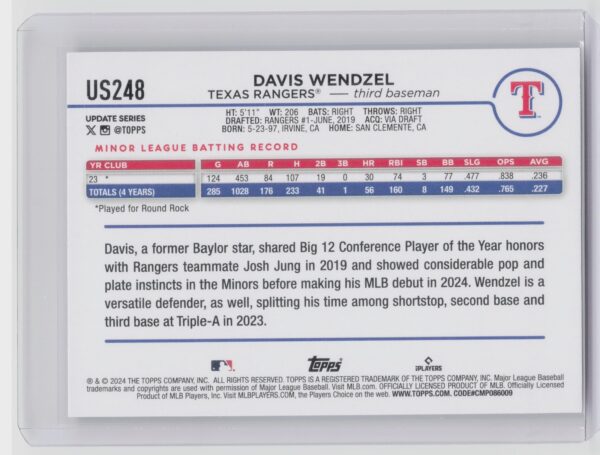 US248
DAVIS WENDZEL
TEXAS RANGERS® — third baseman
T
UPDATE SERIES
@TOPPS
HT: 5'11" WT: 206 BATS: RIGHT THROWS: RIGHT
DRAFTED: RANGERS #1-JUNE, 2019 ACQ: VIA DRAFT
BORN: 5-23-97, IRVINE, CA HOME: SAN CLEMENTE, CA
MINOR LEAGUE BATTING RECORD
YR CLUB G AB R H 2B 3B HR RBI SB BB SLG OPS AVG
23 * 124 453 84 107 19 0 30 74 3 77 .477 .838 .236
TOTALS (4 YEARS) 285 1028 176 233 41 1 56 160 8 149 .432 .765 .227
*Played for Round Rock
Davis, a former Baylor star, shared Big 12 Conference Player of the Year honors
with Rangers teammate Josh Jung in 2019 and showed considerable pop and
plate instincts in the Minors before making his MLB debut in 2024. Wendzel is a
versatile defender, as well, splitting his time among shortstop, second base and
third base at Triple-A in 2023.
Topps
PLAYERS
® & © 2024 THE TOPPS COMPANY, INC. ALL RIGHTS RESERVED. TOPPS IS A REGISTERED TRADEMARK OF THE TOPPS COMPANY, INC. Major League Baseball
trademarks and copyrights are used with permission of Major League Baseball. Visit MLB.com. OFFICIALLY LICENSED PRODUCT OF MLB. Officially Licensed
Product of MLB Players, Inc. Visit MLBPLAYERS.COM, the Players Choice on the web. WWW.TOPPS.COM. CODE#CMP086009